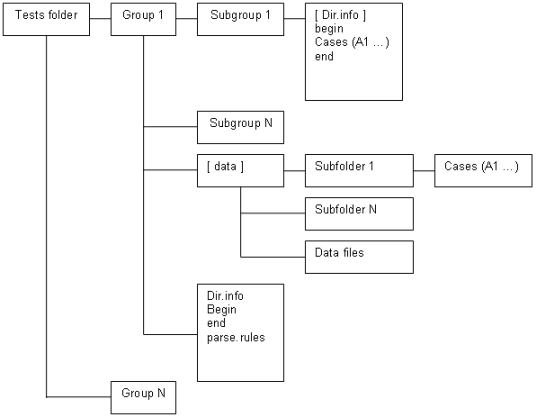 Tests folder
Group 1
Subgroup 1
[ Dir.info ]
begin
Cases (A1 ...)
end
Subgroup N
[ data ]
Subfolder 1
Cases (A1 ...)
Subfolder N
Data files
Dir.info
Begin
end
parse.rules
Group N